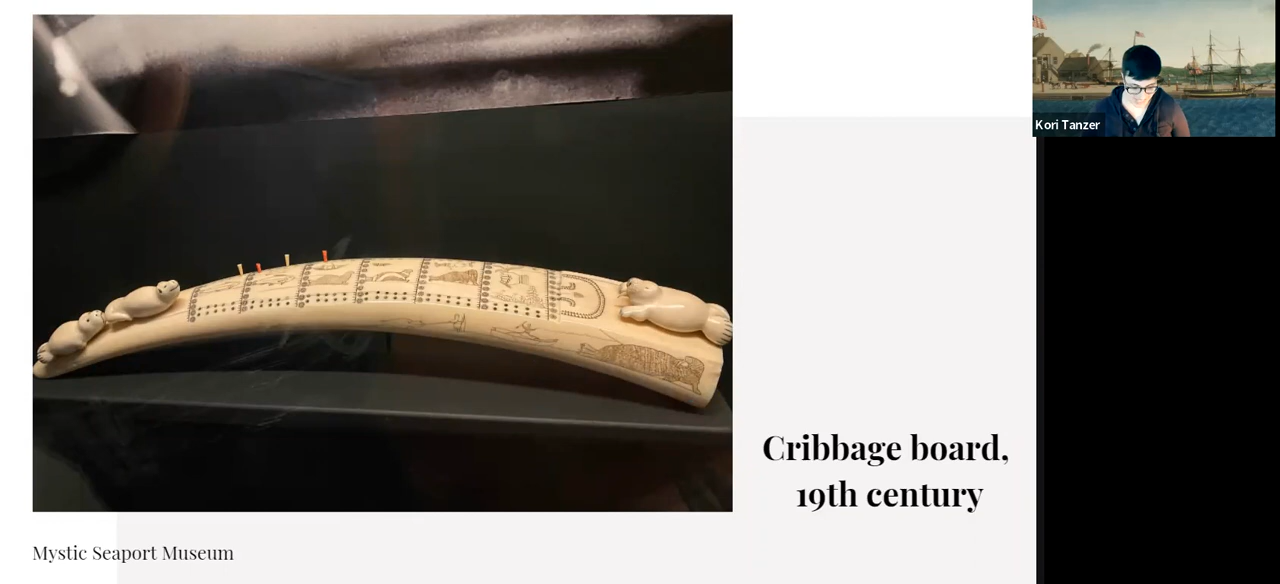 Kori Tanzer
Cribbage board,
19th century
Mystic Seaport Museum